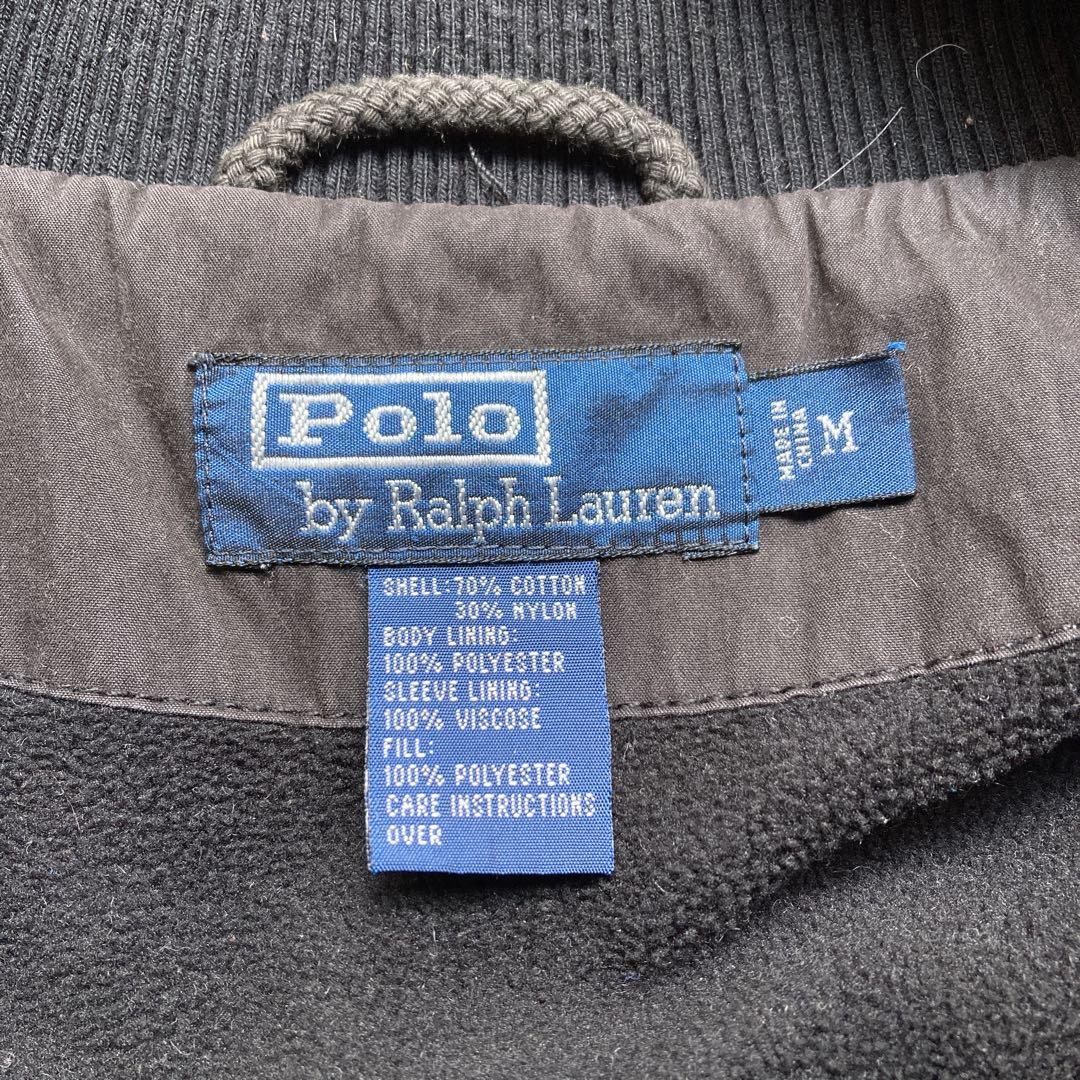 Polo
by Ralph Lauren
MADE IN
CHINA
M
SHELL-70% COTTON
30% NYLON
BODY LINING:
100% POLYESTER
SLEEVE LINING:
100% VISCOSE
FILL:
100% POLYESTER
CARE INSTRUCTIONS
OVER